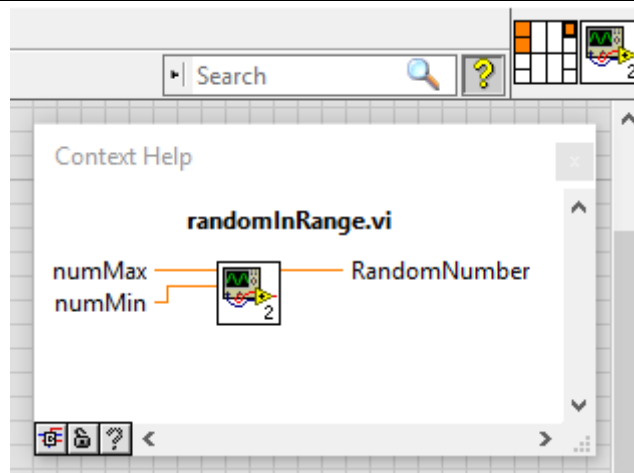 Search
2
Context Help
x
randomInRange.vi
numMax
RandomNumber
numMin
2